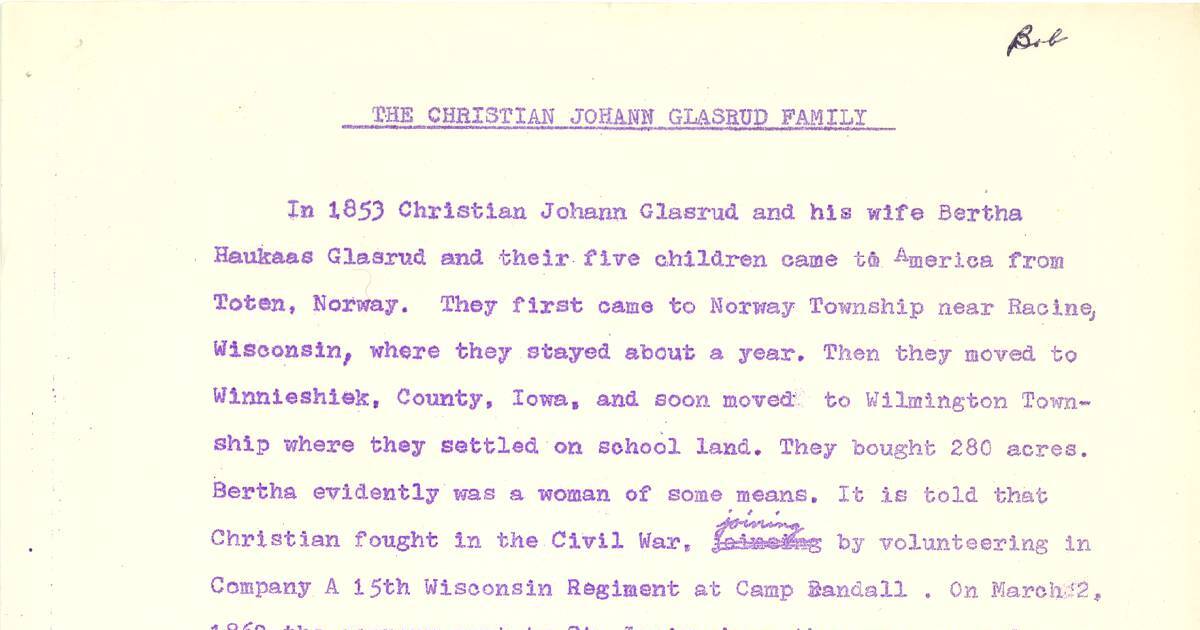 Bob
THE CHRISTIAN JOHANN GLASRUD FAMILY
In 1853 Christian Johann Glasrud and his wife Bertha
Haukaas Glasrud and their five children came to America from
Toten, Norway. They first came to Norway Township near Racine,
Wisconsin, where they stayed about a year. Then they moved to
Winnieshiek, County, Iowa, and soon moved to Wilmington Town-
ship where they settled on school land. They bought 280 acres.
Bertha evidently was a woman of some means. It is told that
joining
Christian fought in the Civil War, by volunteering in
Company A 15th Wisconsin Regiment at Camp Randall . On March 2,